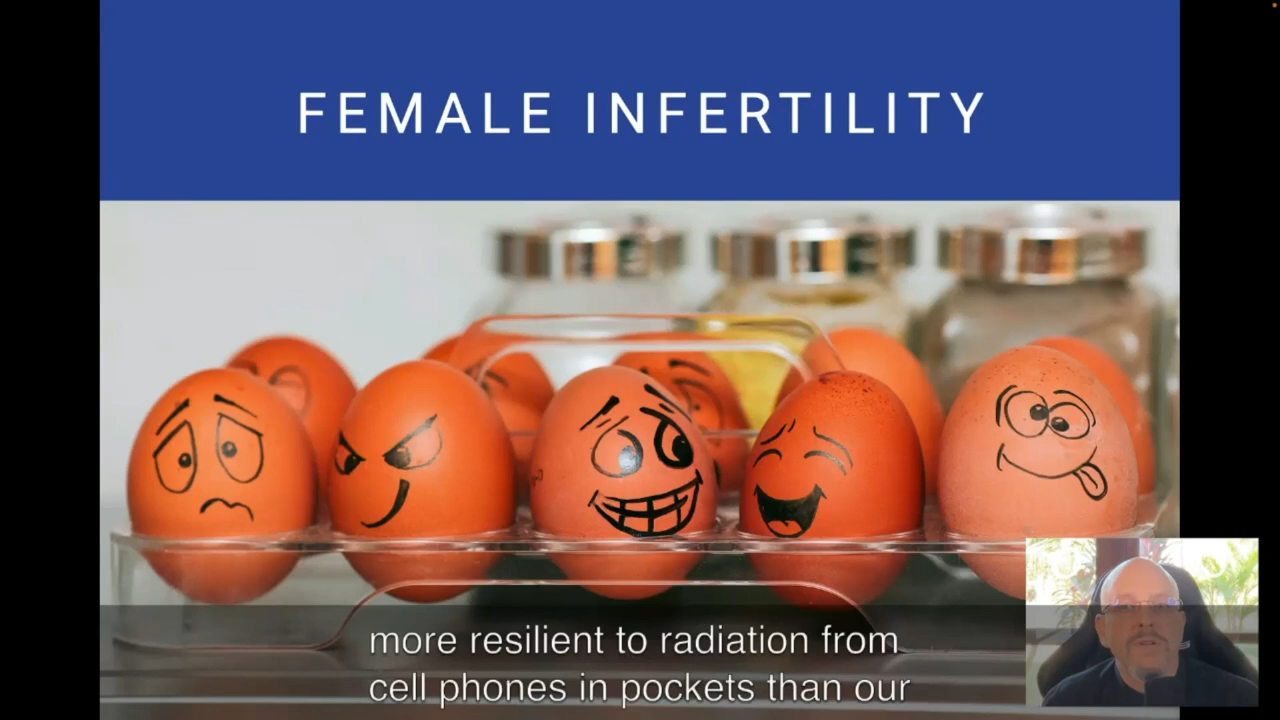 FEMALE INFERTILITY
more resilient to radiation from
cell phones in pockets than our